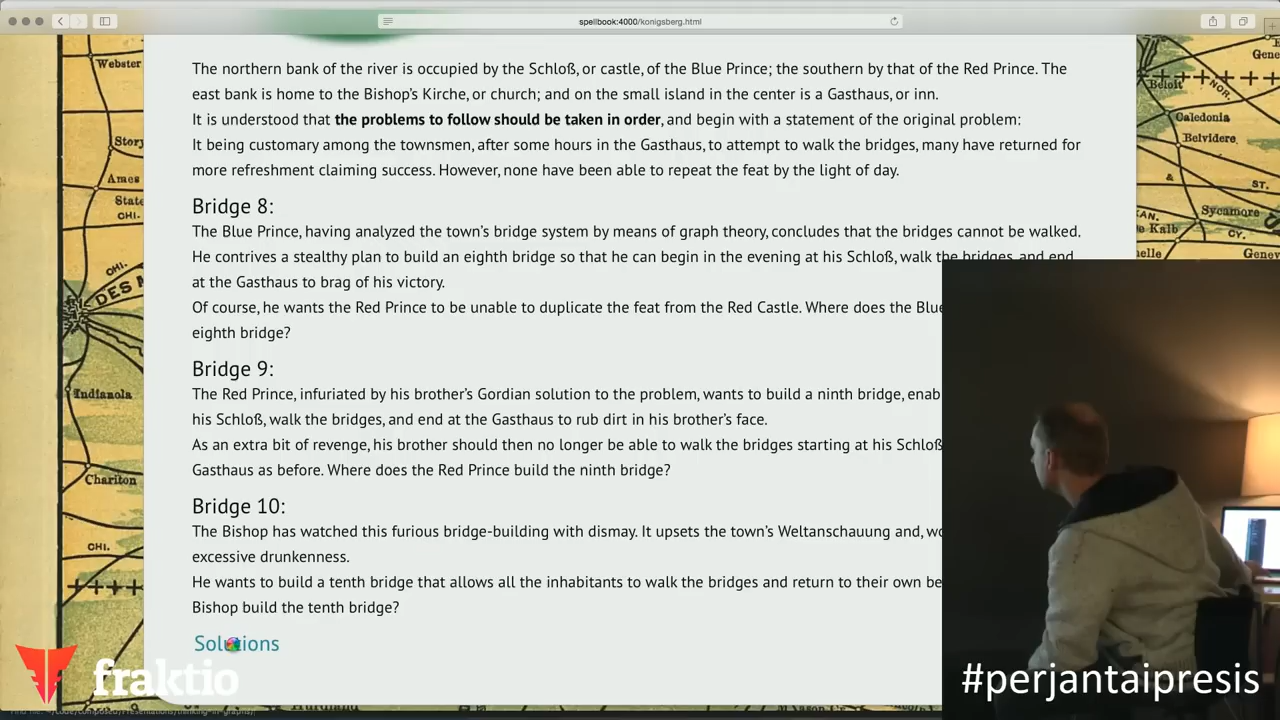 spellbook:4000/konigsberg.html
The northern bank of the river is occupied by the Schloß, or castle, of the Blue Prince; the southern by that of the Red Prince. The
east bank is home to the Bishop's Kirche, or church; and on the small island in the center is a Gasthaus, or inn.
It is understood that the problems to follow should be taken in order, and begin with a statement of the original problem:
It being customary among the townsmen, after some hours in the Gasthaus, to attempt to walk the bridges, many have returned for
more refreshment claiming success. However, none have been able to repeat the feat by the light of day.
Bridge 8:
The Blue Prince, having analyzed the town's bridge system by means of graph theory, concludes that the bridges cannot be walked.
He contrives a stealthy plan to build an eighth bridge so that he can begin in the evening at his Schloß, walk the bridges, and end
at the Gasthaus to brag of his victory.
Of course, he wants the Red Prince to be unable to duplicate the feat from the Red Castle. Where does the Blue
eighth bridge?
Bridge 9:
The Red Prince, infuriated by his brother's Gordian solution to the problem, wants to build a ninth bridge, enab
his Schloß, walk the bridges, and end at the Gasthaus to rub dirt in his brother's face.
As an extra bit of revenge, his brother should then no longer be able to walk the bridges starting at his Schloß
Gasthaus as before. Where does the Red Prince build the ninth bridge?
Bridge 10:
The Bishop has watched this furious bridge-building with dismay. It upsets the town's Weltanschauung and, wo
excessive drunkenness.
He wants to build a tenth bridge that allows all the inhabitants to walk the bridges and return to their own be
Bishop build the tenth bridge?
Solutions
fraktio
#perjantaipresis
Webster
Story
Ames
State
CHI.
CHI.
DES M
Indianola
Chariton
CHI.
Gene
Beloit
NOR.
Caledonia
Belvidere
&
ST.
KAN.
Sycamore
e Kalb
CY.
nelle
Gene